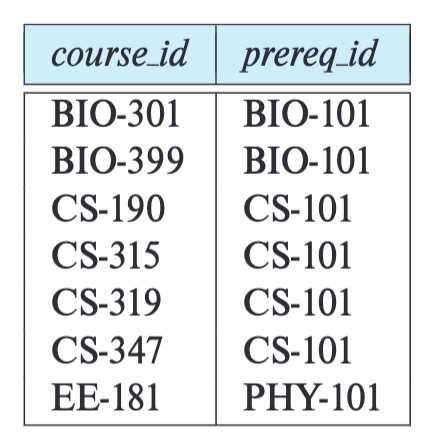 course_id prereq_id
BIO-301 BIO-101
BIO-399 BIO-101
CS-190 CS-101
CS-315 CS-101
CS-319 CS-101
CS-347 CS-101
EE-181 PHY-101